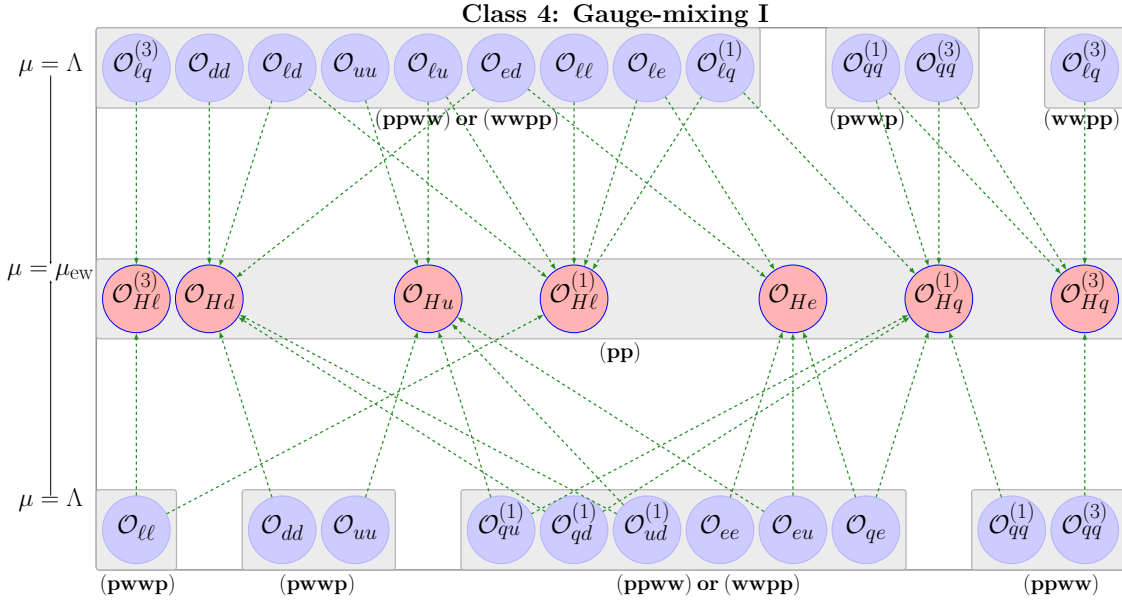 Class 4: Gauge-mixing I
μ = Λ
𝒪_{ℓq}^{(3)} 𝒪_{dd} 𝒪_{ℓd} 𝒪_{uu} 𝒪_{ℓu} 𝒪_{ed} 𝒪_{ℓℓ} 𝒪_{ℓe} 𝒪_{ℓq}^{(1)} 𝒪_{qq}^{(1)} 𝒪_{qq}^{(3)} 𝒪_{ℓq}^{(3)}
(ppww) or (wwpp) (pwwp) (wwpp)
μ = μ_{ew}
𝒪_{Hℓ}^{(3)} 𝒪_{Hd} 𝒪_{Hu} 𝒪_{Hℓ}^{(1)} 𝒪_{He} 𝒪_{Hq}^{(1)} 𝒪_{Hq}^{(3)}
(pp)
μ = Λ
𝒪_{ℓℓ} 𝒪_{dd} 𝒪_{uu} 𝒪_{qu}^{(1)} 𝒪_{qd}^{(1)} 𝒪_{ud}^{(1)} 𝒪_{ee} 𝒪_{eu} 𝒪_{qe} 𝒪_{qq}^{(1)} 𝒪_{qq}^{(3)}
(pwwp) (pwwp) (ppww) or (wwpp) (ppww)